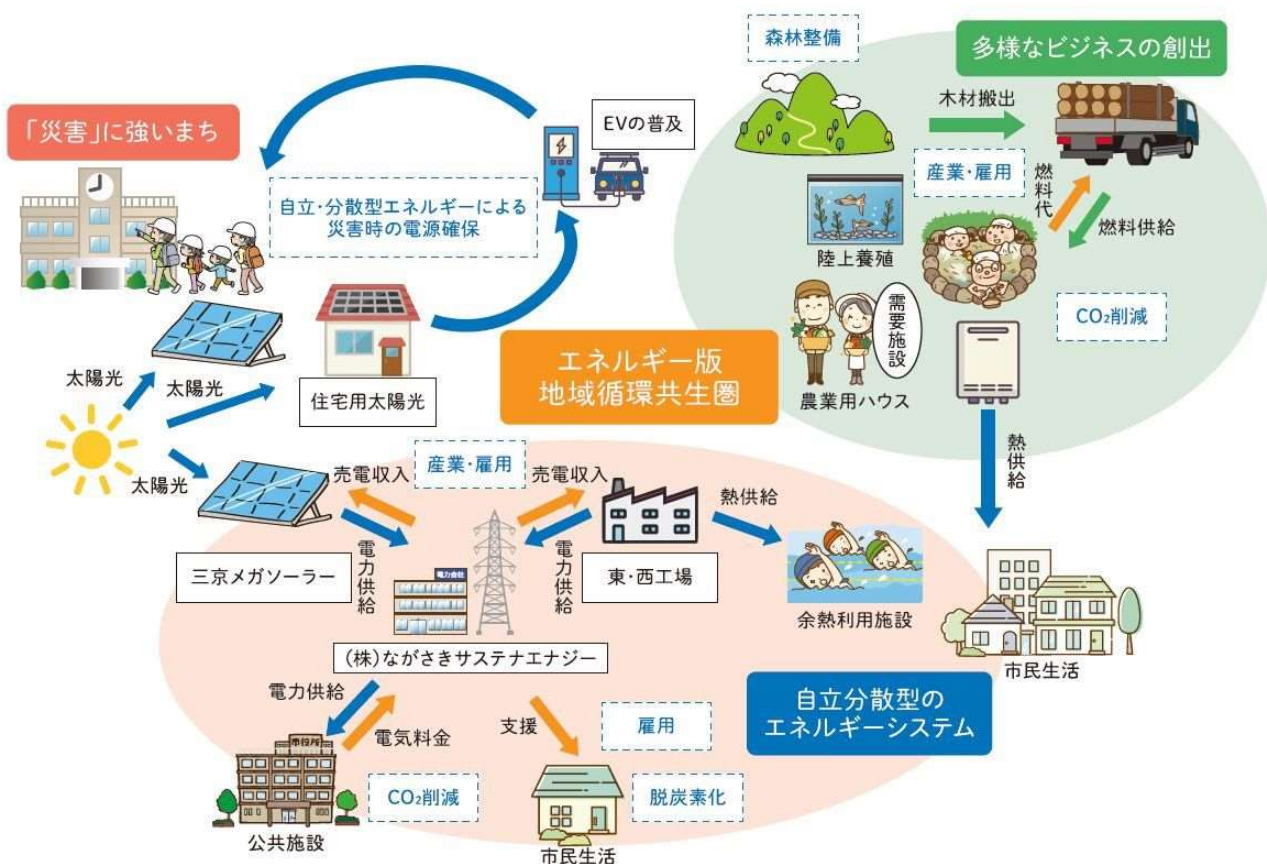 森林整備
多様なビジネスの創出
木材搬出
EVの普及
「災害」に強いまち
産業・雇用
燃料代
燃料供給
自立・分散型エネルギーによる
災害時の電源確保
陸上養殖
CO₂削減
需要施設
エネルギー版
地域循環共生圏
農業用ハウス
太陽光
太陽光
住宅用太陽光
熱供給
太陽光
売電収入
産業・雇用
売電収入
熱供給
電力供給
電力供給
三京メガソーラー
電力会社
東・西工場
余熱利用施設
(株)ながさきサステナエナジー
市民生活
電力供給
自立分散型の
エネルギーシステム
支援
雇用
電気料金
市役所
CO₂削減
脱炭素化
公共施設
市民生活